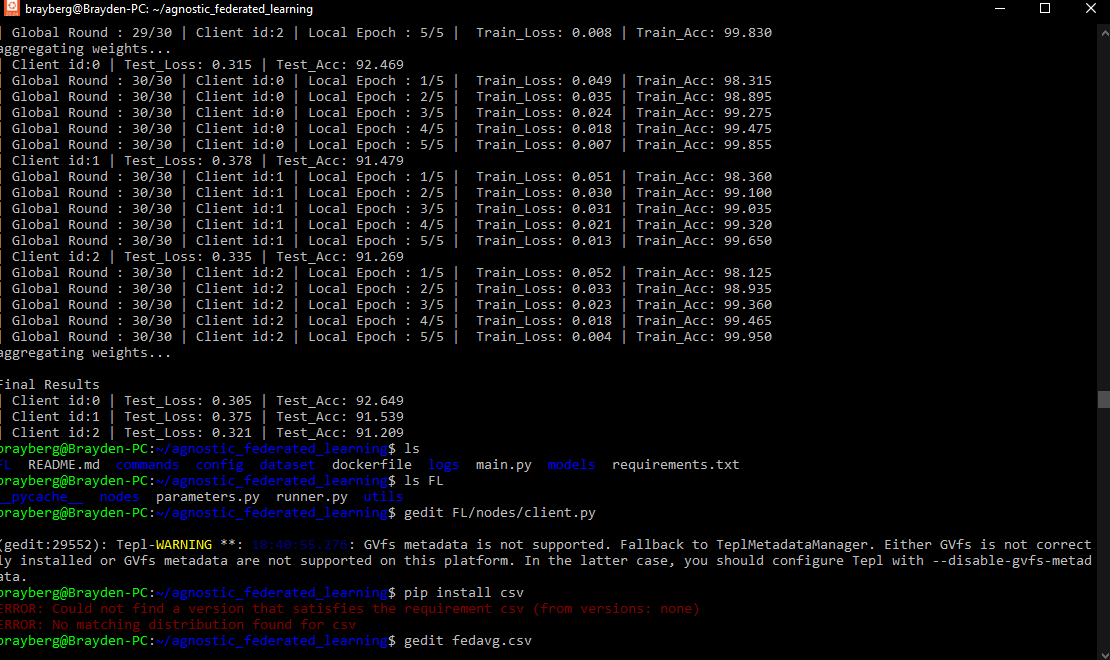 brayberg@Brayden-PC: ~/agnostic_federated_learning
| Global Round : 29/30 | Client id:2 | Local Epoch : 5/5 |  Train_Loss: 0.008 | Train_Acc: 99.830
aggregating weights...
| Client id:0 | Test_Loss: 0.315 | Test_Acc: 92.469
| Global Round : 30/30 | Client id:0 | Local Epoch : 1/5 |  Train_Loss: 0.049 | Train_Acc: 98.315
| Global Round : 30/30 | Client id:0 | Local Epoch : 2/5 |  Train_Loss: 0.035 | Train_Acc: 98.895
| Global Round : 30/30 | Client id:0 | Local Epoch : 3/5 |  Train_Loss: 0.024 | Train_Acc: 99.275
| Global Round : 30/30 | Client id:0 | Local Epoch : 4/5 |  Train_Loss: 0.018 | Train_Acc: 99.475
| Global Round : 30/30 | Client id:0 | Local Epoch : 5/5 |  Train_Loss: 0.007 | Train_Acc: 99.855
| Client id:1 | Test_Loss: 0.378 | Test_Acc: 91.479
| Global Round : 30/30 | Client id:1 | Local Epoch : 1/5 |  Train_Loss: 0.051 | Train_Acc: 98.360
| Global Round : 30/30 | Client id:1 | Local Epoch : 2/5 |  Train_Loss: 0.030 | Train_Acc: 99.100
| Global Round : 30/30 | Client id:1 | Local Epoch : 3/5 |  Train_Loss: 0.031 | Train_Acc: 99.035
| Global Round : 30/30 | Client id:1 | Local Epoch : 4/5 |  Train_Loss: 0.021 | Train_Acc: 99.320
| Global Round : 30/30 | Client id:1 | Local Epoch : 5/5 |  Train_Loss: 0.013 | Train_Acc: 99.650
| Client id:2 | Test_Loss: 0.335 | Test_Acc: 91.269
| Global Round : 30/30 | Client id:2 | Local Epoch : 1/5 |  Train_Loss: 0.052 | Train_Acc: 98.125
| Global Round : 30/30 | Client id:2 | Local Epoch : 2/5 |  Train_Loss: 0.033 | Train_Acc: 98.935
| Global Round : 30/30 | Client id:2 | Local Epoch : 3/5 |  Train_Loss: 0.023 | Train_Acc: 99.360
| Global Round : 30/30 | Client id:2 | Local Epoch : 4/5 |  Train_Loss: 0.018 | Train_Acc: 99.465
| Global Round : 30/30 | Client id:2 | Local Epoch : 5/5 |  Train_Loss: 0.004 | Train_Acc: 99.950
aggregating weights...
Final Results
| Client id:0 | Test_Loss: 0.305 | Test_Acc: 92.649
| Client id:1 | Test_Loss: 0.375 | Test_Acc: 91.539
| Client id:2 | Test_Loss: 0.321 | Test_Acc: 91.209
brayberg@Brayden-PC:~/agnostic_federated_learning$ ls
FL  README.md  commands  config  dataset  dockerfile  logs  main.py  models  requirements.txt
brayberg@Brayden-PC:~/agnostic_federated_learning$ ls FL
__pycache__  nodes  parameters.py  runner.py  utils
brayberg@Brayden-PC:~/agnostic_federated_learning$ gedit FL/nodes/client.py
(gedit:29552): Tepl-WARNING **: 18:40:55.276: GVfs metadata is not supported. Fallback to TeplMetadataManager. Either GVfs is not correct
ly installed or GVfs metadata are not supported on this platform. In the latter case, you should configure Tepl with --disable-gvfs-metad
ata.
brayberg@Brayden-PC:~/agnostic_federated_learning$ pip install csv
ERROR: Could not find a version that satisfies the requirement csv (from versions: none)
ERROR: No matching distribution found for csv
brayberg@Brayden-PC:~/agnostic_federated_learning$ gedit fedavg.csv